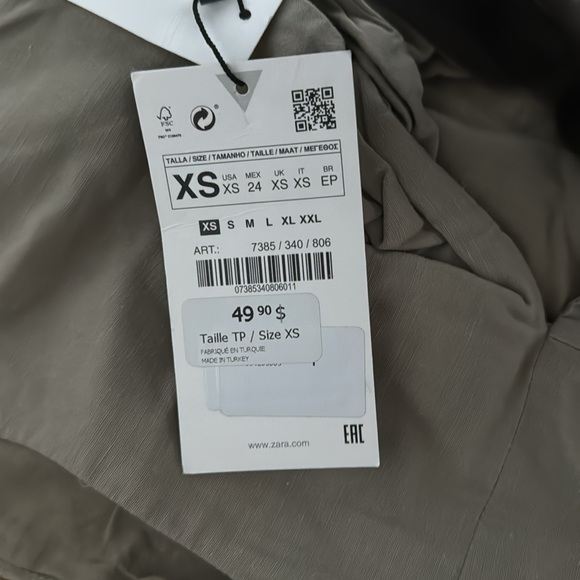 FSC
TALLA / SIZE / TAMANHO / TAILLE / MAAT / ΜΕΓΕΘΟΣ
XS USA XS MEX 24 UK XS IT XS BR EP
XS S M L XL XXL
ART.: 7385 / 340 / 806
07385340806011
49 90 $
Taille TP / Size XS
FABRIQUÉ EN TURQUIE
MADE IN TURKEY
www.zara.com
EAC